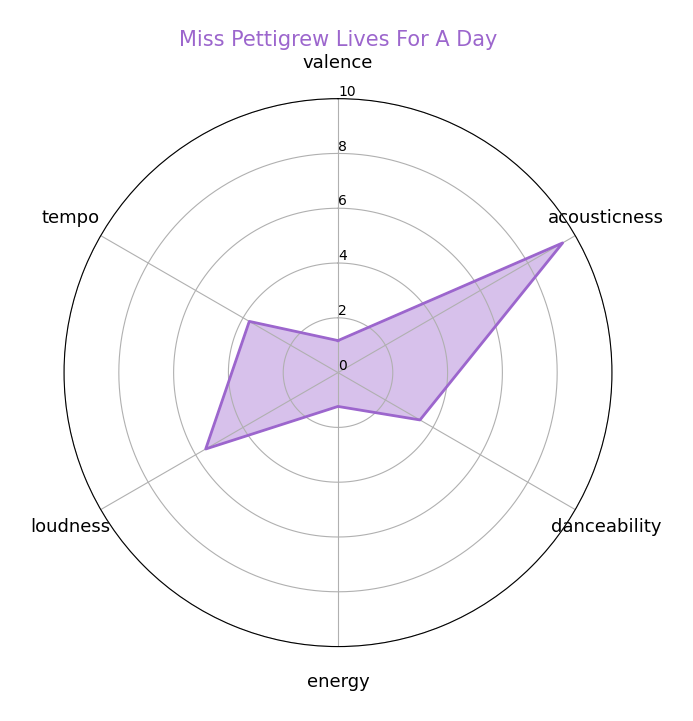 Miss Pettigrew Lives For A Day
valence
10
8
6
4
2
0
tempo
acousticness
loudness
danceability
energy